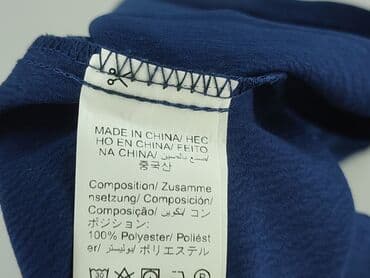 MADE IN CHINA/ HEC
HO EN CHINA/ FEITO
NA CHINA/ صنع بالصين/
중국산
Composition/ Zusamme
nsetzung/ Composición/
Composição/ تكوين/ コン
ポジション:
100% Polyester/ Poliést
er/ بوليستر/ ポリエステル
30
P